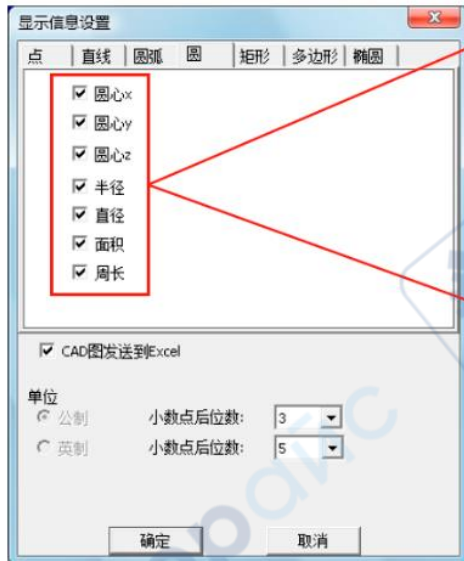 显示信息设置
点 直线 圆弧 圆 矩形 多边形 椭圆
圆心x
圆心y
圆心z
半径
直径
面积
周长
CAD图发送到Excel
单位
公制 小数点后位数: 3
英制 小数点后位数: 5
确定 取消